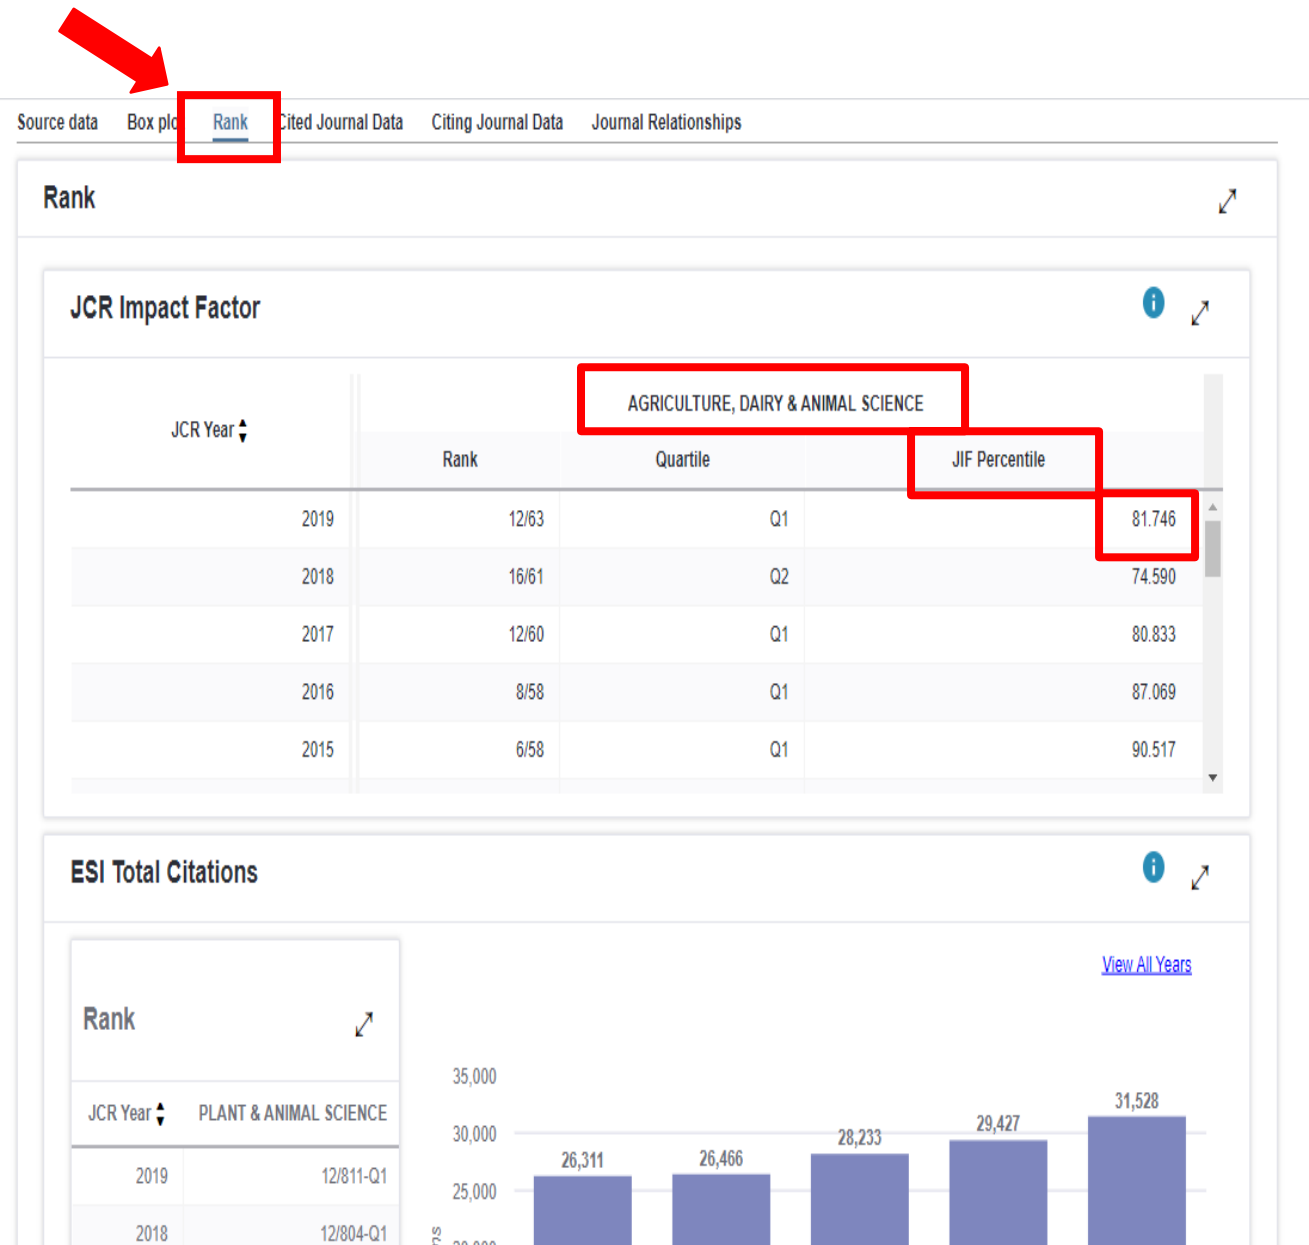 Source data Box plo Rank Cited Journal Data Citing Journal Data Journal Relationships
Rank
JCR Impact Factor
AGRICULTURE, DAIRY & ANIMAL SCIENCE
JCR Year
Rank Quartile JIF Percentile
2019 12/63 Q1 81.746
2018 16/61 Q2 74.590
2017 12/60 Q1 80.833
2016 8/58 Q1 87.069
2015 6/58 Q1 90.517
ESI Total Citations
View All Years
Rank
JCR Year PLANT & ANIMAL SCIENCE
2019 12/811-Q1
2018 12/804-Q1
35,000
30,000
25,000
26,311
26,466
28,233
29,427
31,528